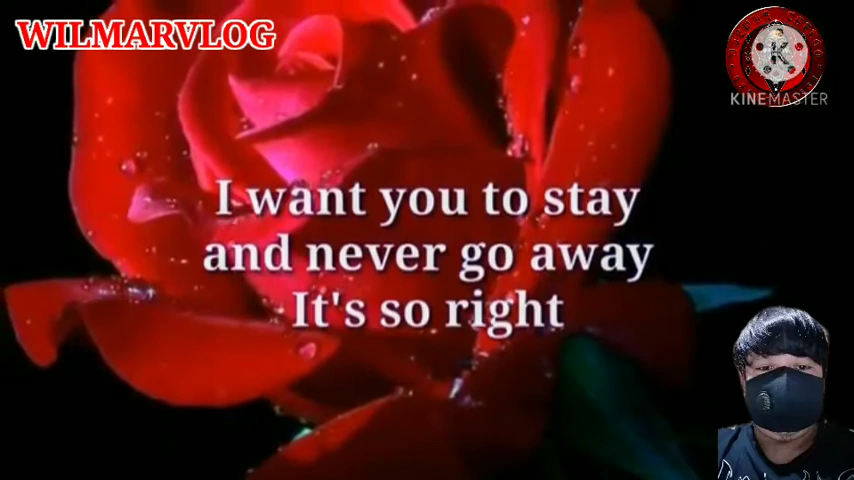 WILMARVLOG
K
KINEMASTER
I want you to stay
and never go away
It's so right